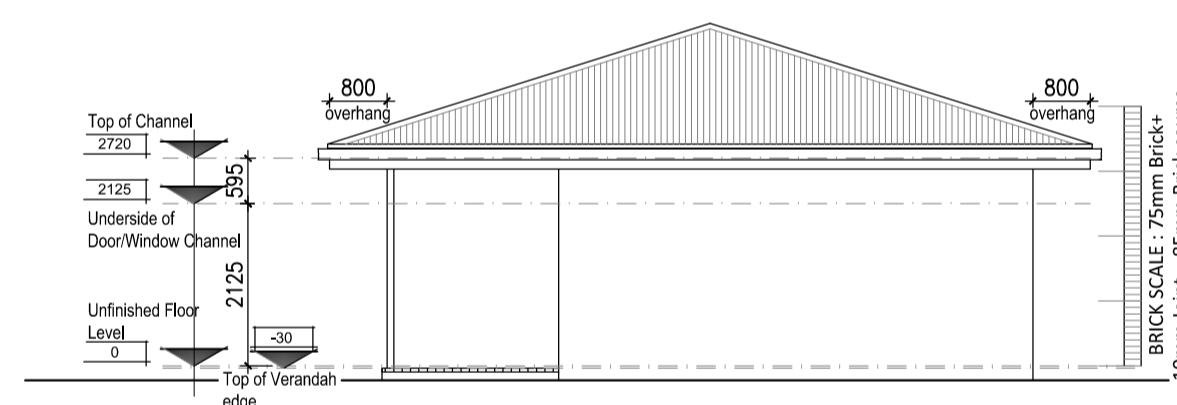 800
overhang
800
overhang
Top of Channel
2720
595
2125
Underside of
Door/Window Channel
2125
Unfinished Floor
Level
0
-30
Top of Verandah
edge
BRICK SCALE : 75mm Brick+